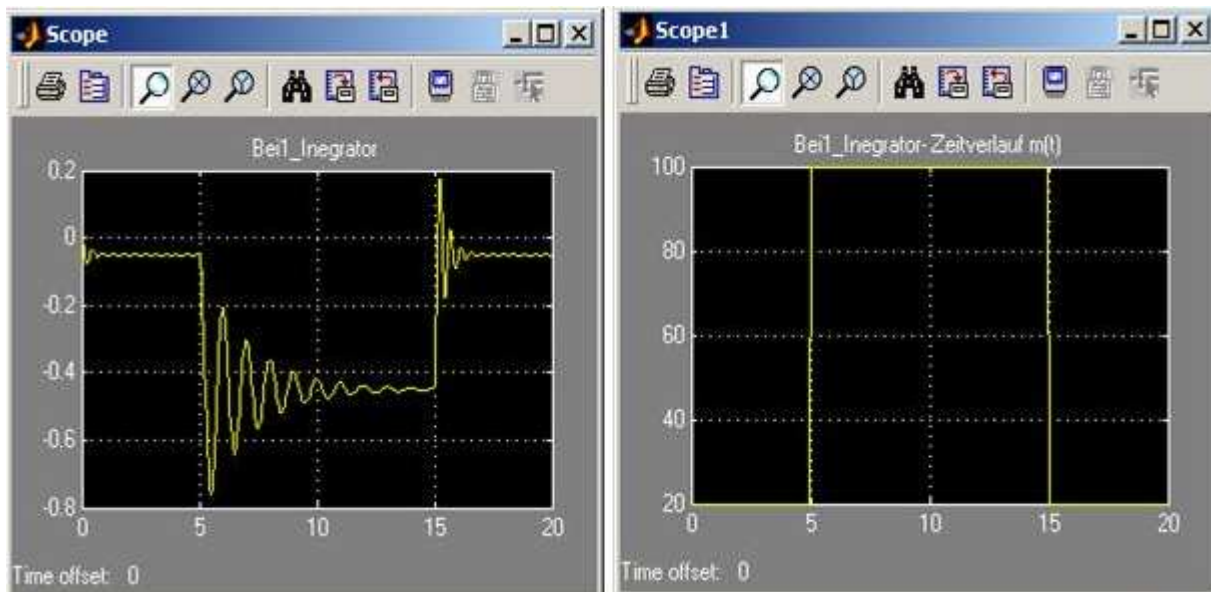 Scope
Bei1_Inegrator
0.2
0
-0.2
-0.4
-0.6
-0.8
0 5 10 15 20
Time offset: 0
Scope1
Bei1_Inegrator- Zeitverlauf m(t)
100
80
60
40
20
0 5 10 15 20
Time offset: 0